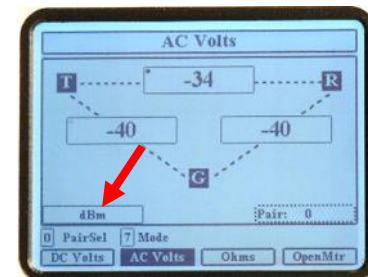 AC Volts
T -34 R
-40 -40
G
dBm Pair: 0
0 PairSel 7 Mode
DC Volts AC Volts Ohms OpenMtr